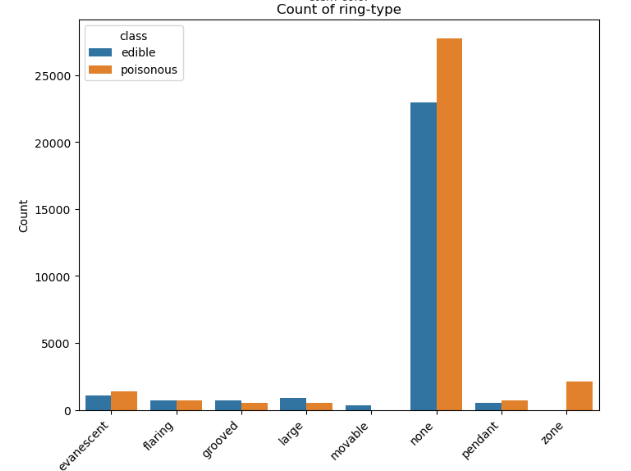 Count of ring-type
class
edible
poisonous
Count
25000
20000
15000
10000
5000
0
evanescent
flaring
grooved
large
movable
none
pendant
zone